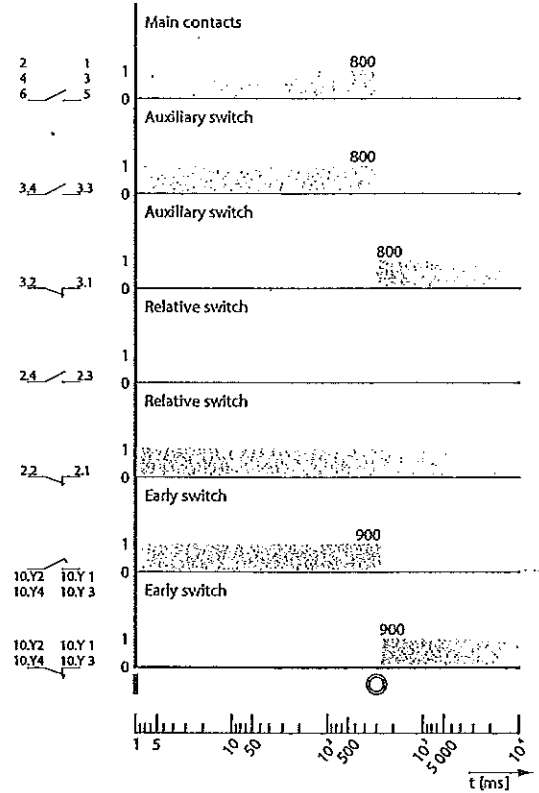 Main contacts
800
2 1
4 3
6 5
1
0
Auxiliary switch
800
3.4 3.3
1
0
Auxiliary switch
800
3.2 3.1
1
0
Relative switch
2.4 2.3
1
0
Relative switch
2.2 2.1
1
0
Early switch
900
1
0
10.Y2 10.Y 1
10.Y4 10.Y 3
Early switch
900
10.Y2 10.Y 1
10.Y4 10.Y 3
1
0
1 5 10 50 500 5 000
t [ms]